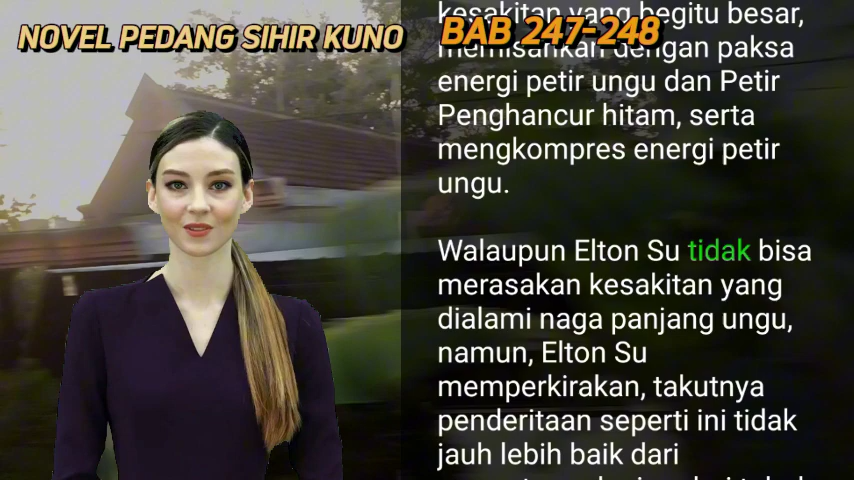 NOVEL PEDANG SIHIR KUNO
BAB 247-248
kesakitan yang begitu besar,
memisahkan dengan paksa
energi petir ungu dan Petir
Penghancur hitam, serta
mengkompres energi petir
ungu.
Walaupun Elton Su tidak bisa
merasakan kesakitan yang
dialami naga panjang ungu,
namun, Elton Su
memperkirakan, takutnya
penderitaan seperti ini tidak
jauh lebih baik dari